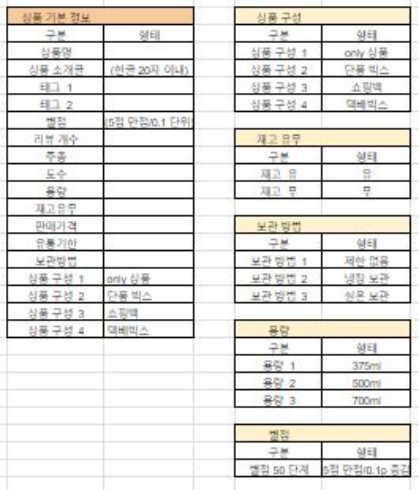 상품 기본 정보
구분 형태
상품명
상품 소개글 (한글 20자 이내)
태그 1
태그 2
별점 (5점 만점/0.1 단위)
리뷰 개수
주종
도수
용량
재고유무
판매가격
유통기한
보관방법
상품 구성 1 only 상품
상품 구성 2 단품 박스
상품 구성 3 쇼핑백
상품 구성 4 택배박스
상품 구성
구분 형태
상품 구성 1 only 상품
상품 구성 2 단품 박스
상품 구성 3 쇼핑백
상품 구성 4 택배박스
재고 유무
구분 형태
재고 유 유
재고 무 무
보관 방법
구분 형태
보관 방법 1 제한 없음
보관 방법 2 냉장 보관
보관 방법 3 실온 보관
용량
구분 형태
용량 1 375ml
용량 2 500ml
용량 3 700ml
별점
구분 형태
별점 50 단계 5점 만점/0.1p 증감